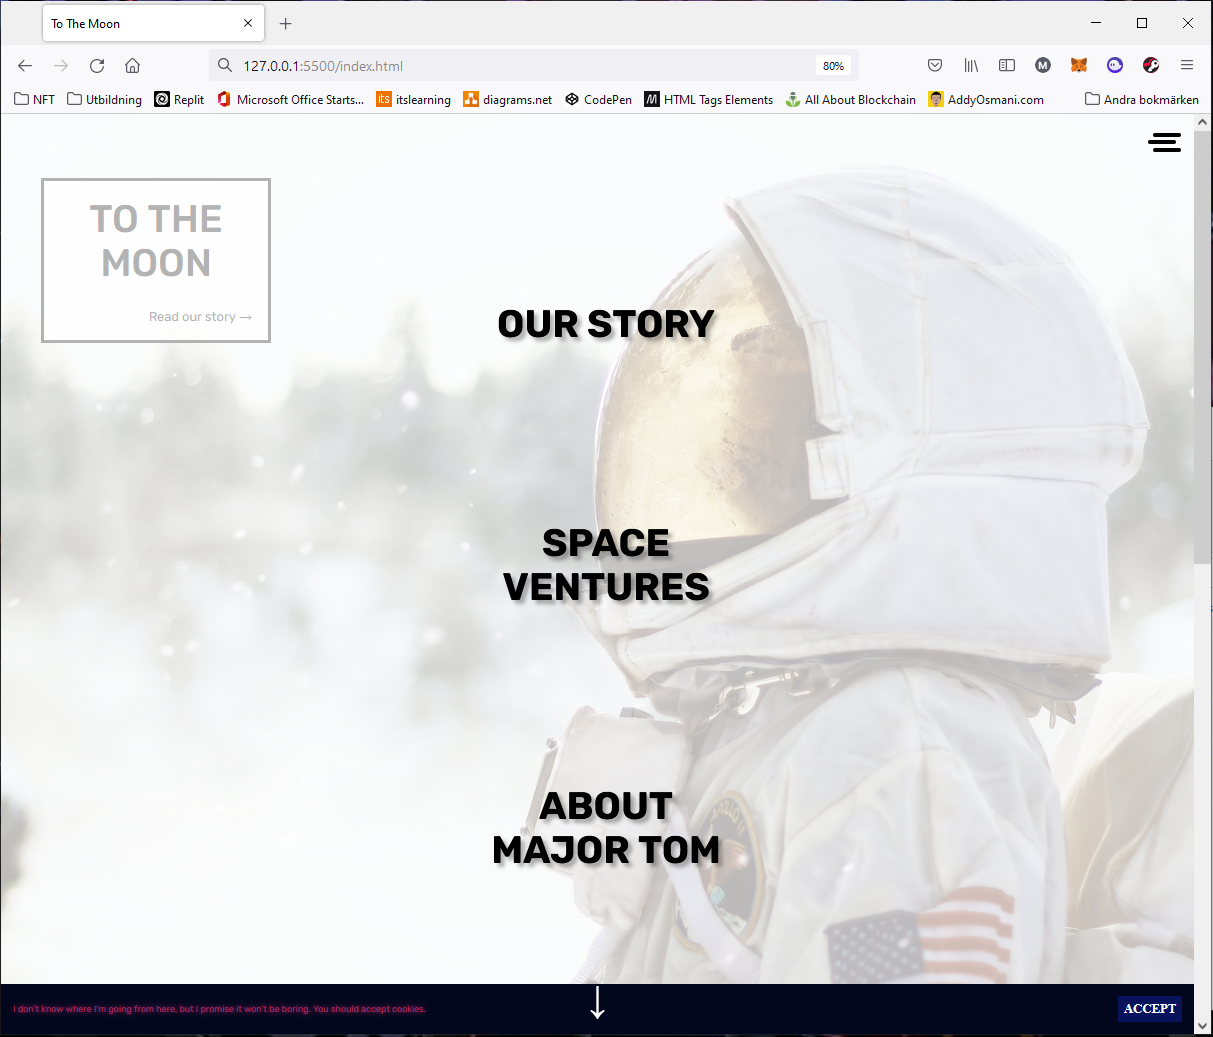 To The Moon
127.0.0.1:5500/index.html
80%
NFT
Utbildning
Replit
Microsoft Office Starts...
itslearning
diagrams.net
CodePen
HTML Tags Elements
All About Blockchain
AddyOsmani.com
Andra bokmärken
TO THE
MOON
Read our story →
OUR STORY
SPACE
VENTURES
ABOUT
MAJOR TOM
I don't know where I'm going from here, but I promise it won't be boring. You should accept cookies.
ACCEPT